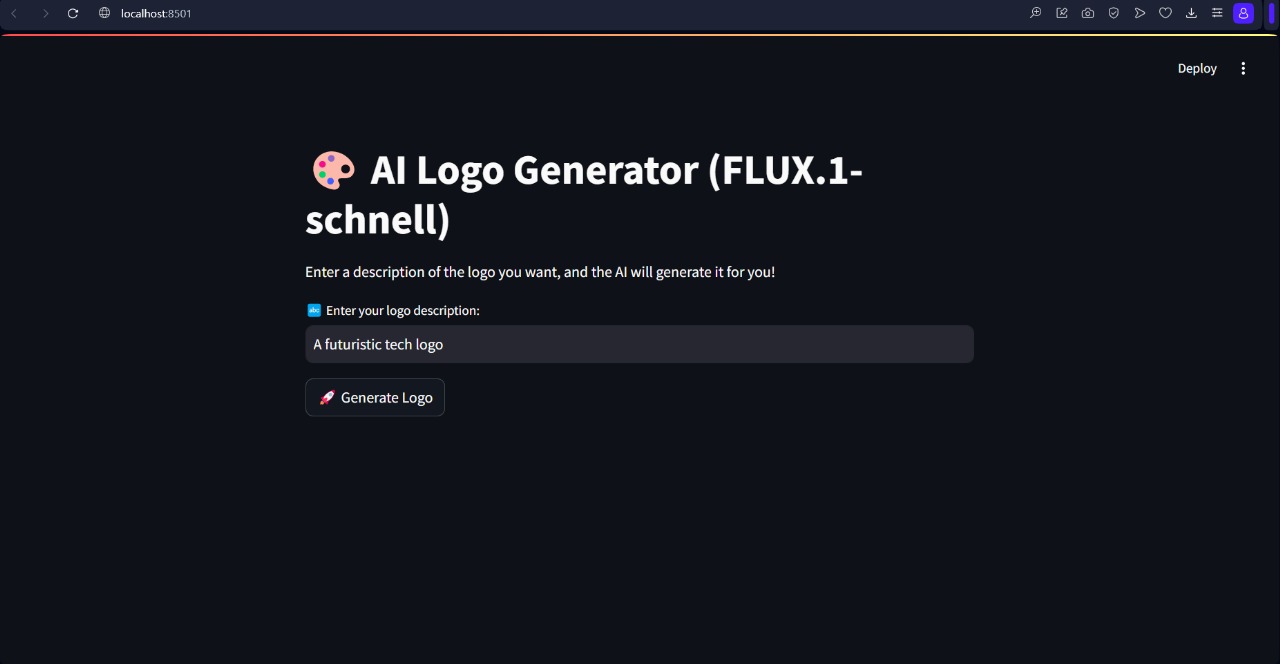 localhost:8501
Deploy
AI Logo Generator (FLUX.1-
schnell)
Enter a description of the logo you want, and the AI will generate it for you!
abc Enter your logo description:
A futuristic tech logo
Generate Logo